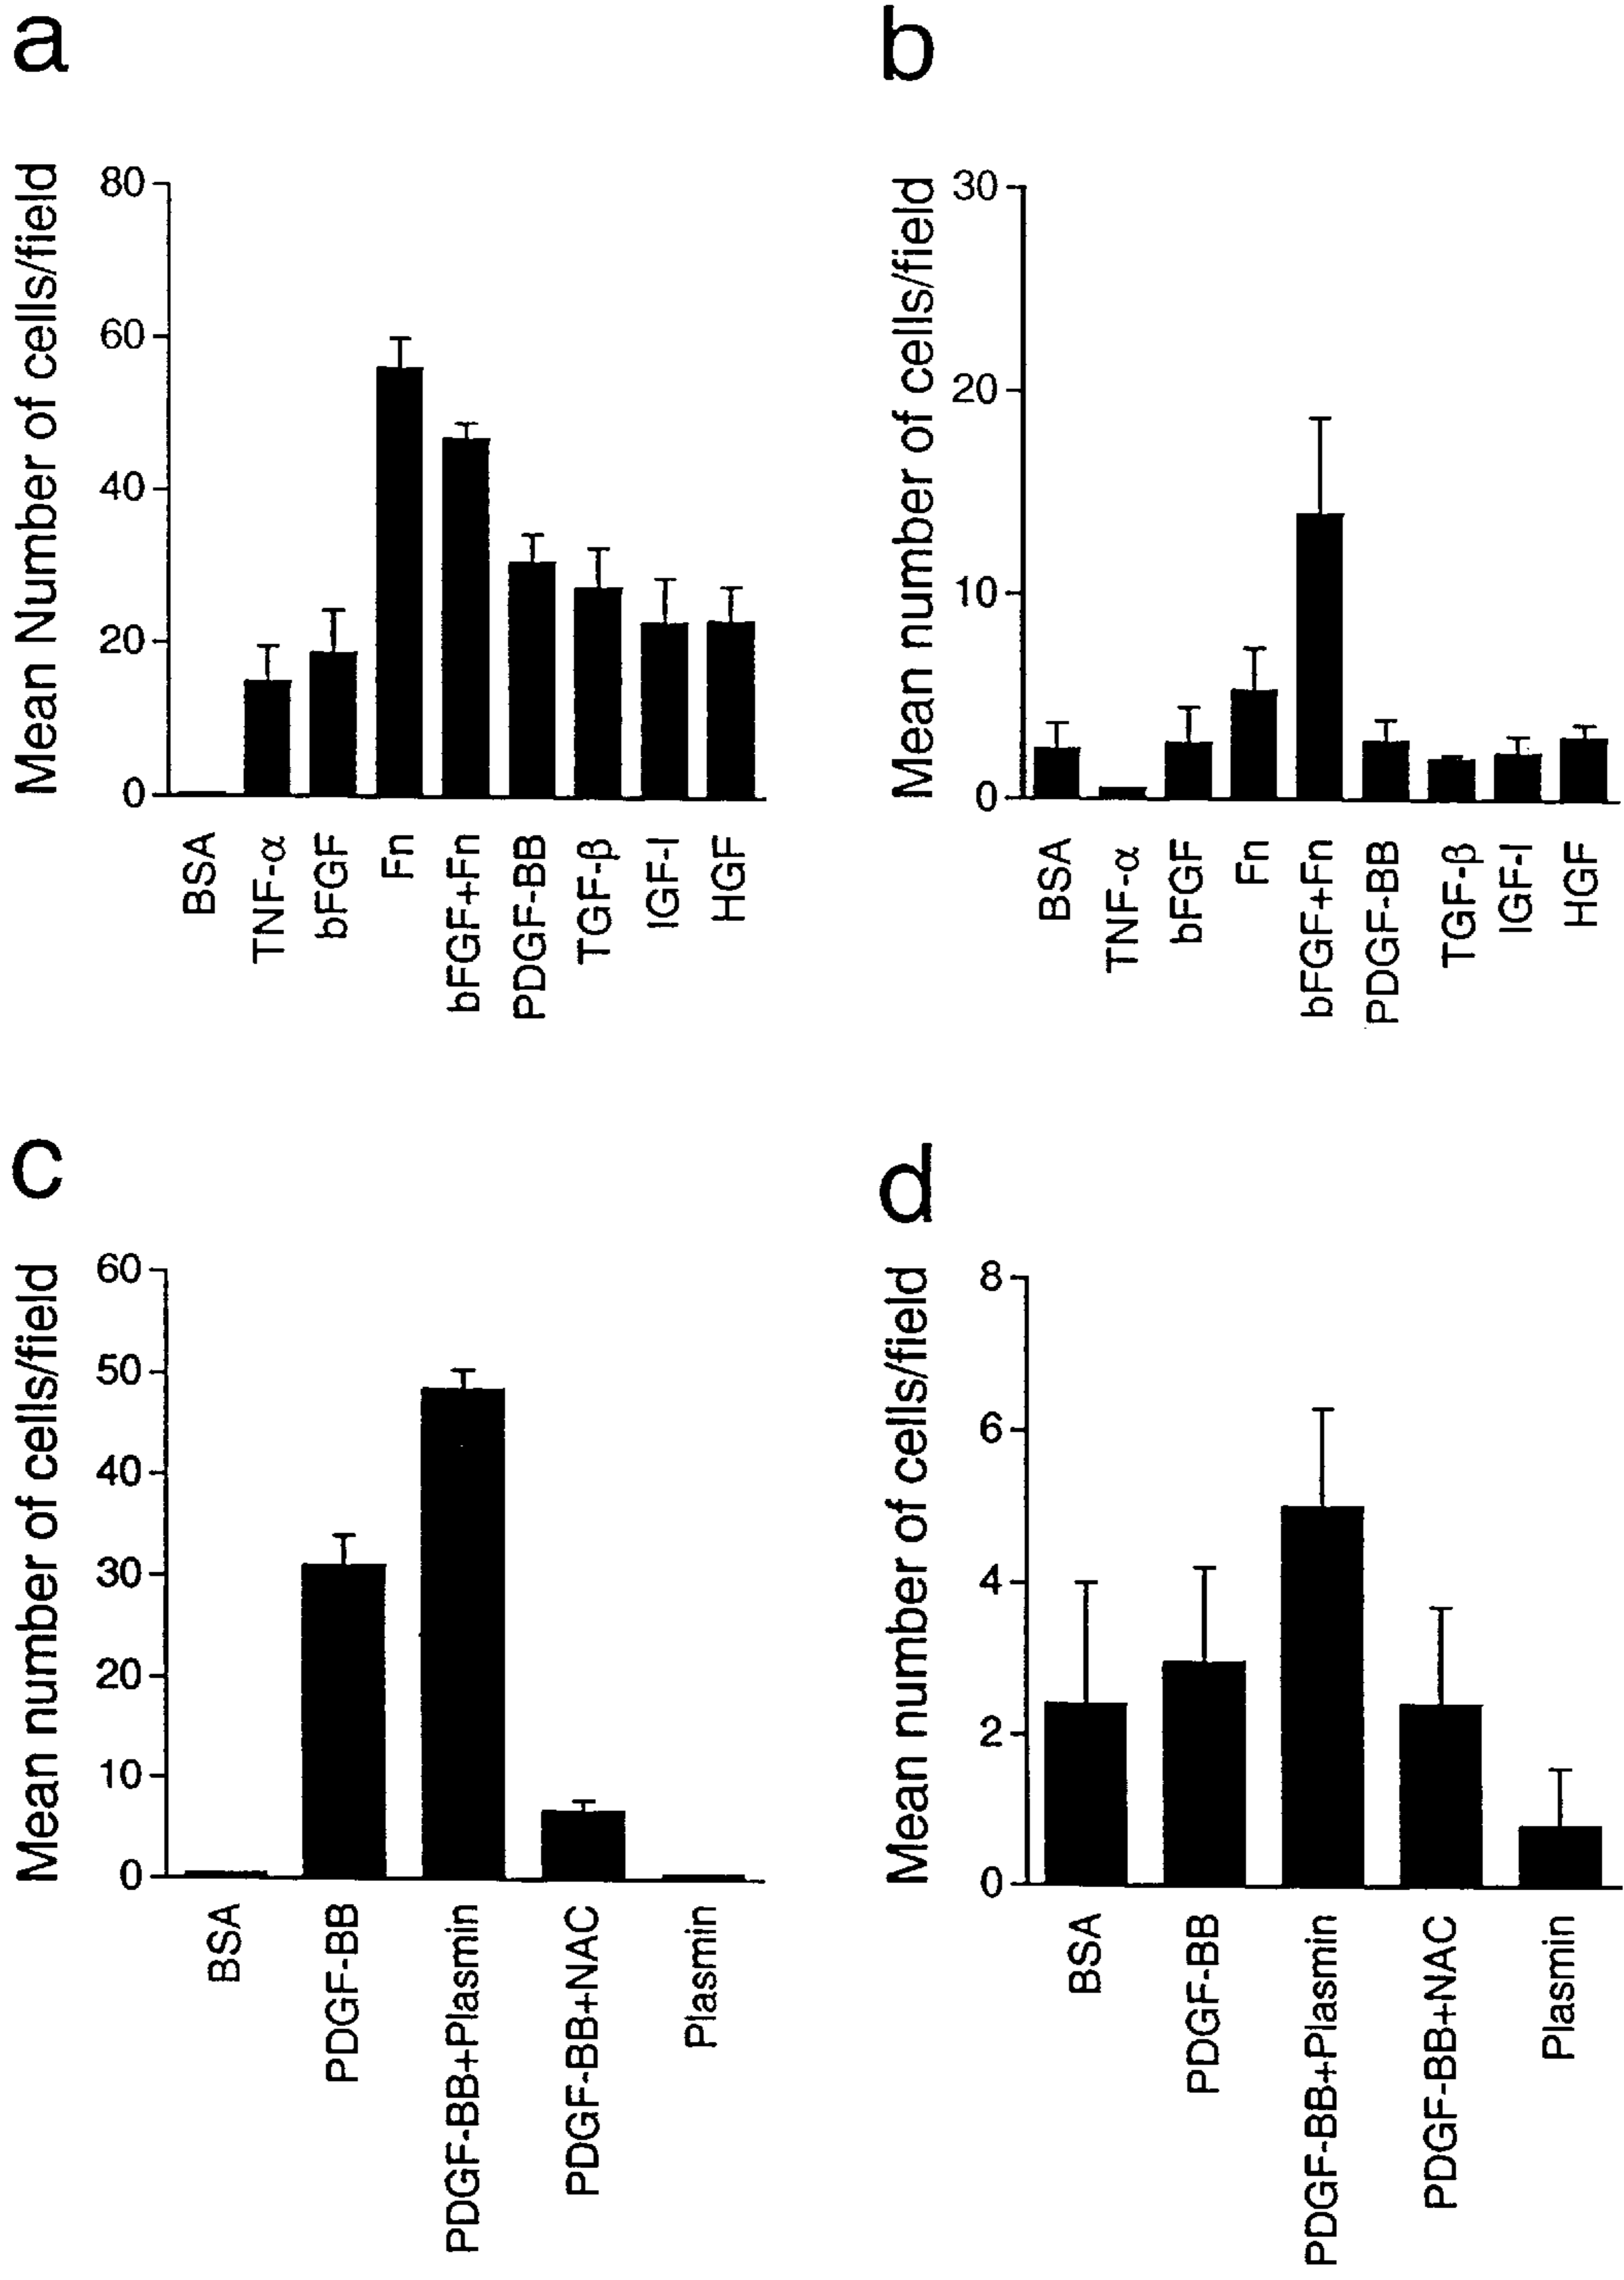 a
Mean Number of cells/field
80
60
40
20
0
BSA
TNF-α
bFGF
Fn
bFGF+Fn
PDGF-BB
TGF-β
IGF-I
HGF
b
Mean number of cells/field
30
20
10
0
BSA
TNF-α
bFGF
Fn
bFGF+Fn
PDGF-BB
TGF-β
IGF-I
HGF
c
Mean number of cells/field
60
50
40
30
20
10
0
BSA
PDGF-BB
PDGF-BB+Plasmin
PDGF-BB+NAC
Plasmin
d
Mean number of cells/field
8
6
4
2
0
BSA
PDGF-BB
PDGF-BB+Plasmin
PDGF-BB+NAC
Plasmin